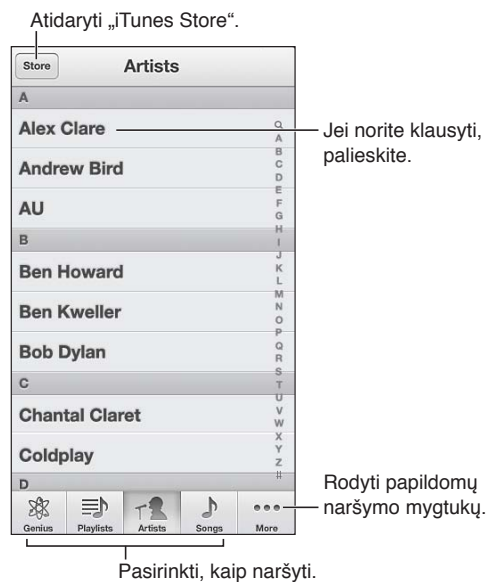 Atidaryti „iTunes Store“.
Store
Artists
A
Alex Clare
Jei norite klausyti,
palieskite.
Andrew Bird
AU
B
Ben Howard
Ben Kweller
Bob Dylan
C
Chantal Claret
Coldplay
D
A
B
C
D
E
F
G
H
I
J
K
L
M
N
O
P
Q
R
S
T
U
V
W
X
Y
Z
#
Rodyti papildomų
naršymo mygtukų.
Genius
Playlists
Artists
Songs
More
Pasirinkti, kaip naršyti.